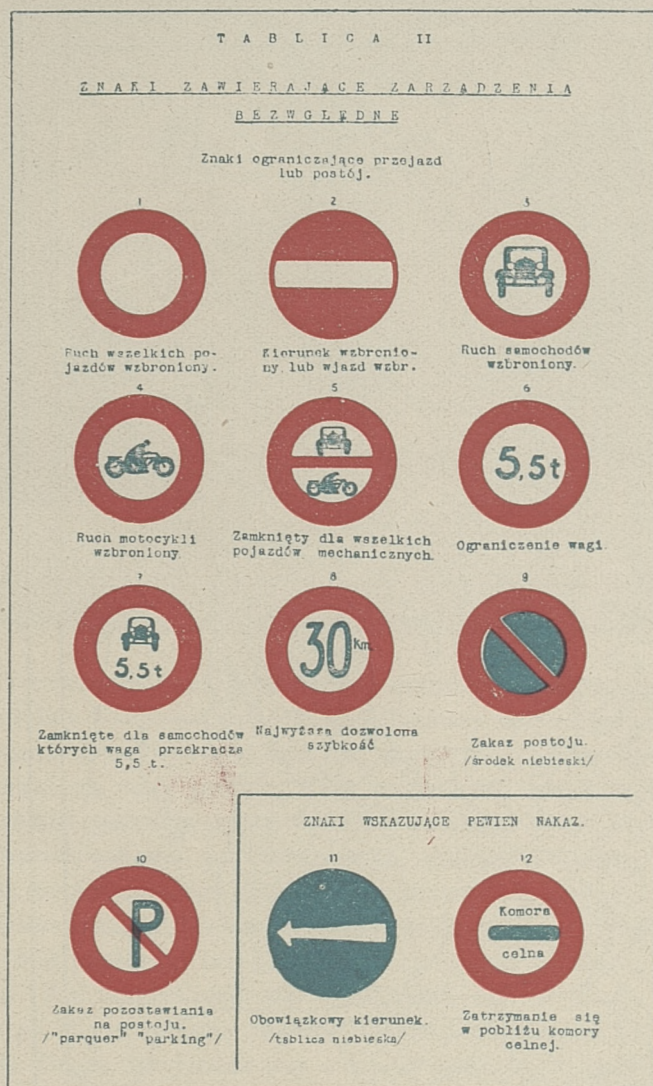 TABLICA II
ZNAKI ZAWIERAJĄCE ZARZĄDZENIA
BEZWGLĘDNE
Znaki ograniczające przejazd
lub postój.
1
Ruch wszelkich po-
jazdów wzbroniony.
2
Kierunek wzbronio-
ny lub wjazd wzbr.
3
Ruch samochodów
wzbroniony.
4
Ruch motocykli
wzbroniony.
5
Zamknięty dla wszelkich
pojazdów mechanicznych.
6
5,5t
Ograniczenie wagi.
7
5,5t
Zamknięte dla samochodów
których waga przekracza
5,5 t.
8
30 Km.
Najwyższa dozwolona
szybkość
9
Zakaz postoju.
/środek niebieski/
10
P
Zakaz pozostawiania
na postoju.
/"parquer" "parking"/
ZNAKI WSKAZUJĄCE PEWIEN NAKAZ.
11
Obowiązkowy kierunek.
/tablica niebieska/
12
Komora
celna
Zatrzymanie się
w pobliżu komory
celnej.